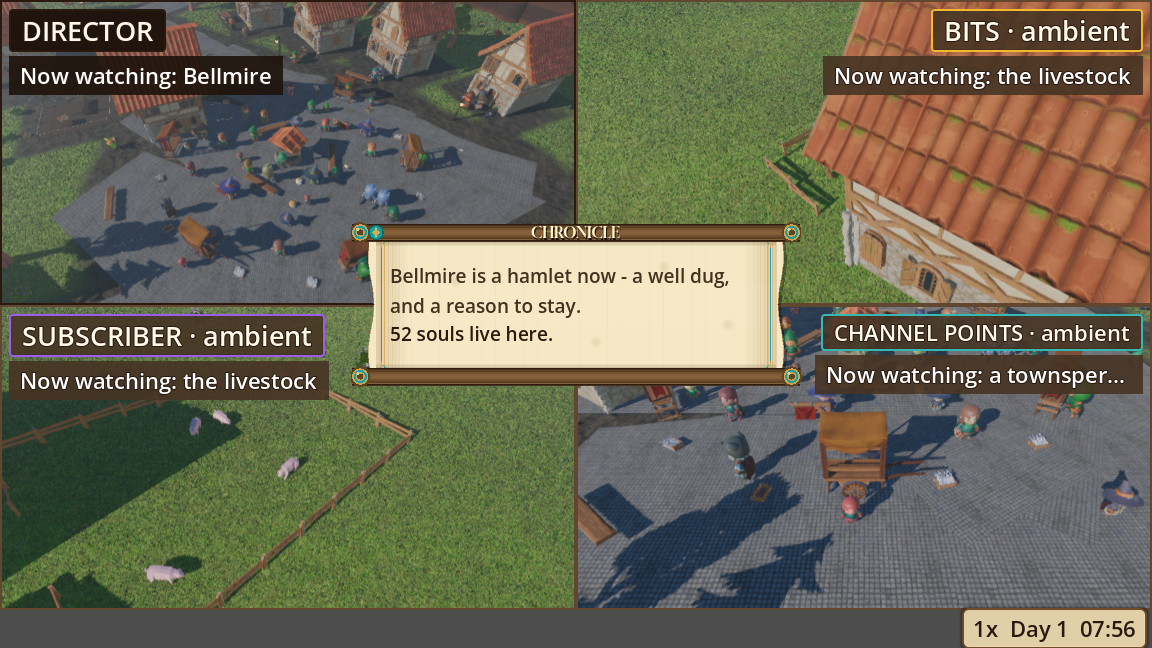 DIRECTOR
Now watching: Bellmire
BITS · ambient
Now watching: the livestock
CHRONICLE
Bellmire is a hamlet now - a well dug,
and a reason to stay.
52 souls live here.
SUBSCRIBER · ambient
Now watching: the livestock
CHANNEL POINTS · ambient
Now watching: a townsper...
1x Day 1 07:56